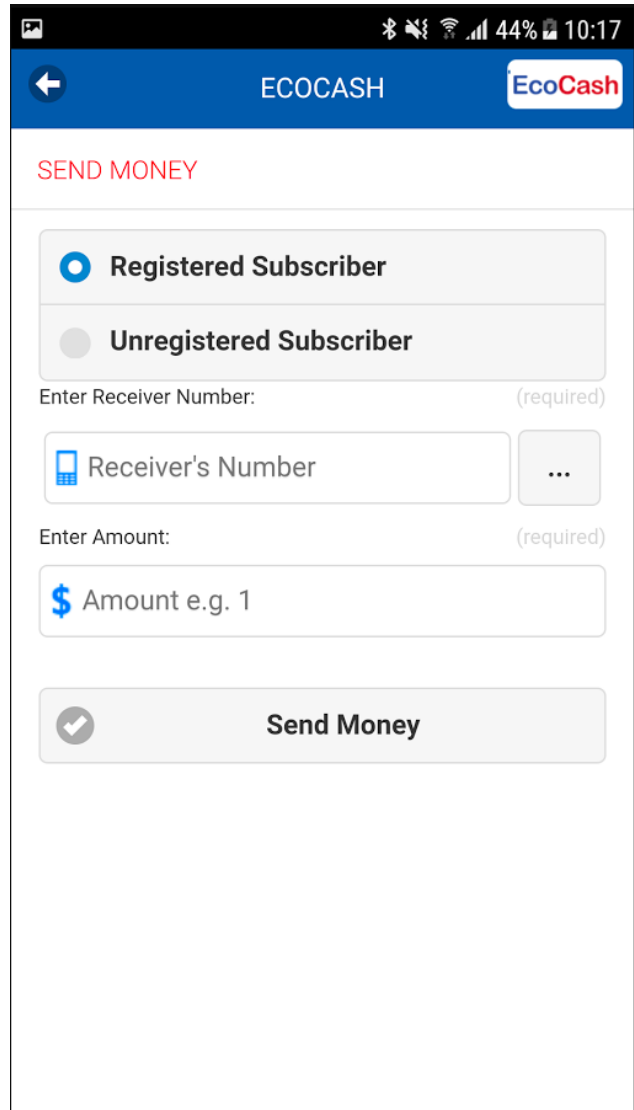 44% 10:17
ECOCASH
EcoCash
SEND MONEY
Registered Subscriber
Unregistered Subscriber
Enter Receiver Number: (required)
Receiver's Number ...
Enter Amount: (required)
$ Amount e.g. 1
Send Money